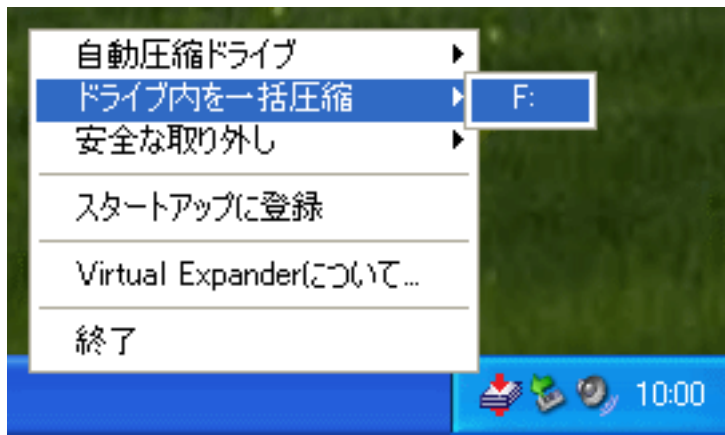 自動圧縮ドライブ
ドライブ内を一括圧縮
F:
安全な取り外し
スタートアップに登録
Virtual Expanderについて...
終了
10:00